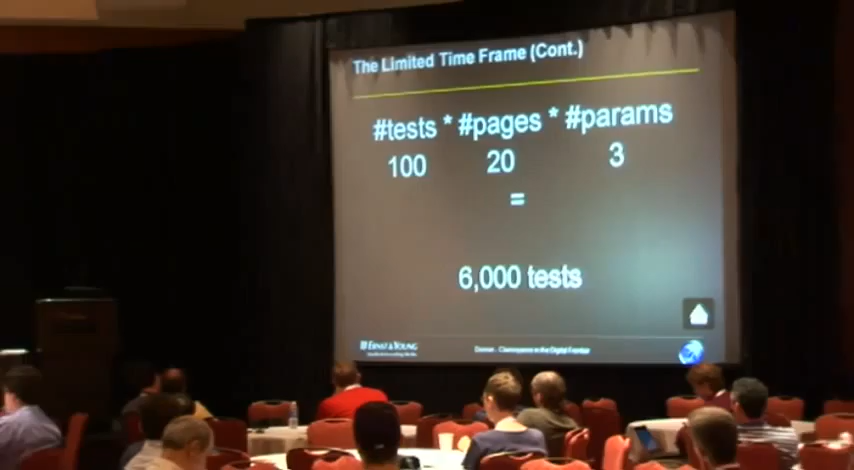 The Limited Time Frame (Cont.)
#tests * #pages * #params
100 20 3
=
6,000 tests
ERNST & YOUNG